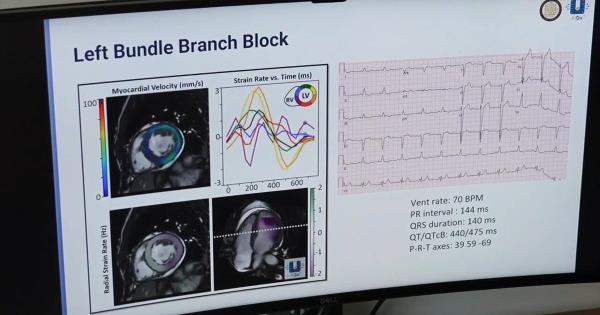 Left Bundle Branch Block
Myocardial Velocity (mm/s)
100
0
Strain Rate vs. Time (ms)
3
0
-3
RV
LV
0 200 400 600
Radial Strain Rate (Hz)
2
1
0
-1
-2
Vent rate: 70 BPM
PR interval : 144 ms
QRS duration: 140 ms
QT/QTcB: 440/475 ms
P-R-T axes: 39 59 -69
DELL